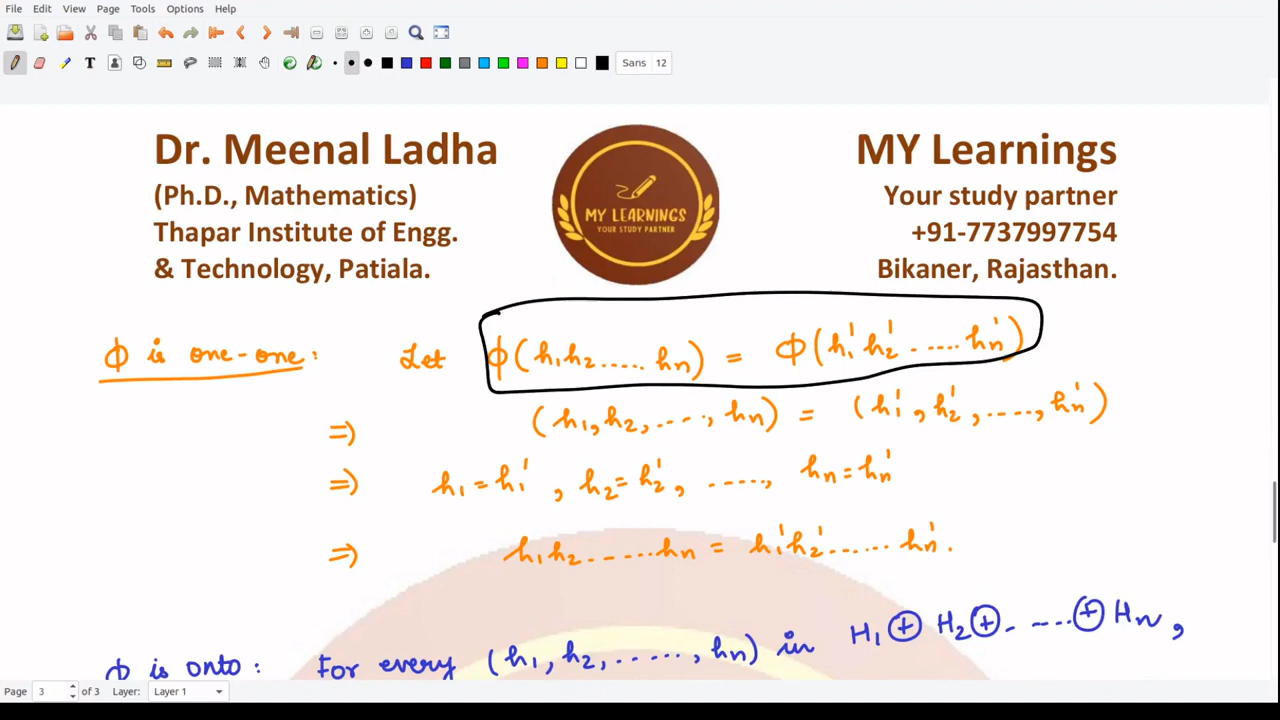 File Edit View Page Tools Options Help
Sans 12
Dr. Meenal Ladha
(Ph.D., Mathematics)
Thapar Institute of Engg.
& Technology, Patiala.
MY LEARNINGS
YOUR STUDY PARTNER
MY Learnings
Your study partner
+91-7737997754
Bikaner, Rajasthan.
ϕ is one-one: Let ϕ(h₁h₂.....hₙ) = ϕ(h₁'h₂'.....hₙ')
⇒ (h₁,h₂,....,hₙ) = (h₁',h₂',....,hₙ')
⇒ h₁=h₁', h₂=h₂', ....., hₙ=hₙ'
⇒ h₁h₂......hₙ = h₁'h₂'......hₙ'.
ϕ is onto: For every (h₁,h₂,.....,hₙ) in H₁⊕H₂⊕.....⊕Hₙ,
Page 3 of 3 Layer: Layer 1